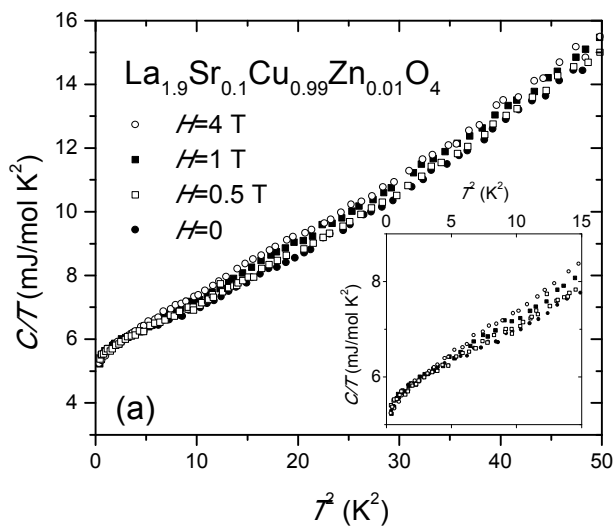 16
14
12
10
8
6
4
C/T (mJ/mol K²)
La₁.₉Sr₀.₁Cu₀.₉₉Zn₀.₀₁O₄
H=4 T
H=1 T
H=0.5 T
H=0
(a)
T² (K²)
0 5 10 15
8
6
C/T (mJ/mol K²)
0 10 20 30 40 50
T² (K²)